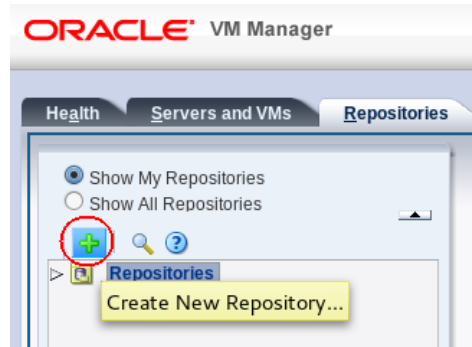 ORACLE VM Manager
Health Servers and VMs Repositories
Show My Repositories
Show All Repositories
Repositories
Create New Repository...